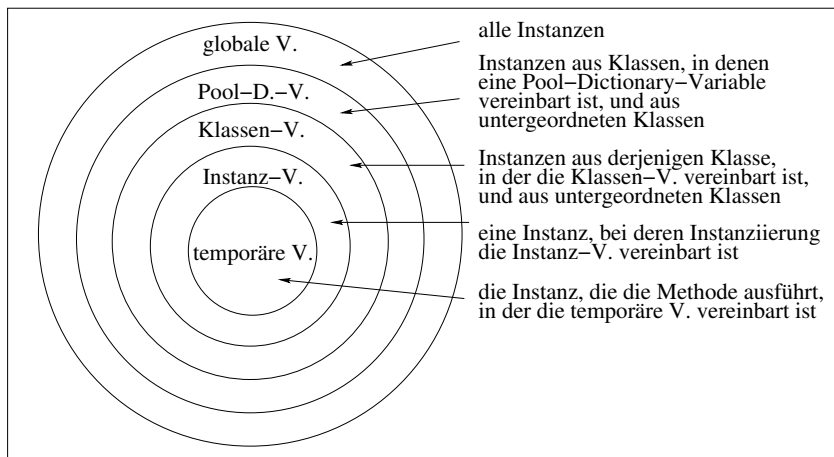 globale V.
Pool–D.–V.
Klassen–V.
Instanz–V.
temporäre V.
alle Instanzen
Instanzen aus Klassen, in denen
eine Pool–Dictionary–Variable
vereinbart ist, und aus
untergeordneten Klassen
Instanzen aus derjenigen Klasse,
in der die Klassen–V. vereinbart ist,
und aus untergeordneten Klassen
eine Instanz, bei deren Instanziierung
die Instanz–V. vereinbart ist
die Instanz, die die Methode ausführt,
in der die temporäre V. vereinbart ist